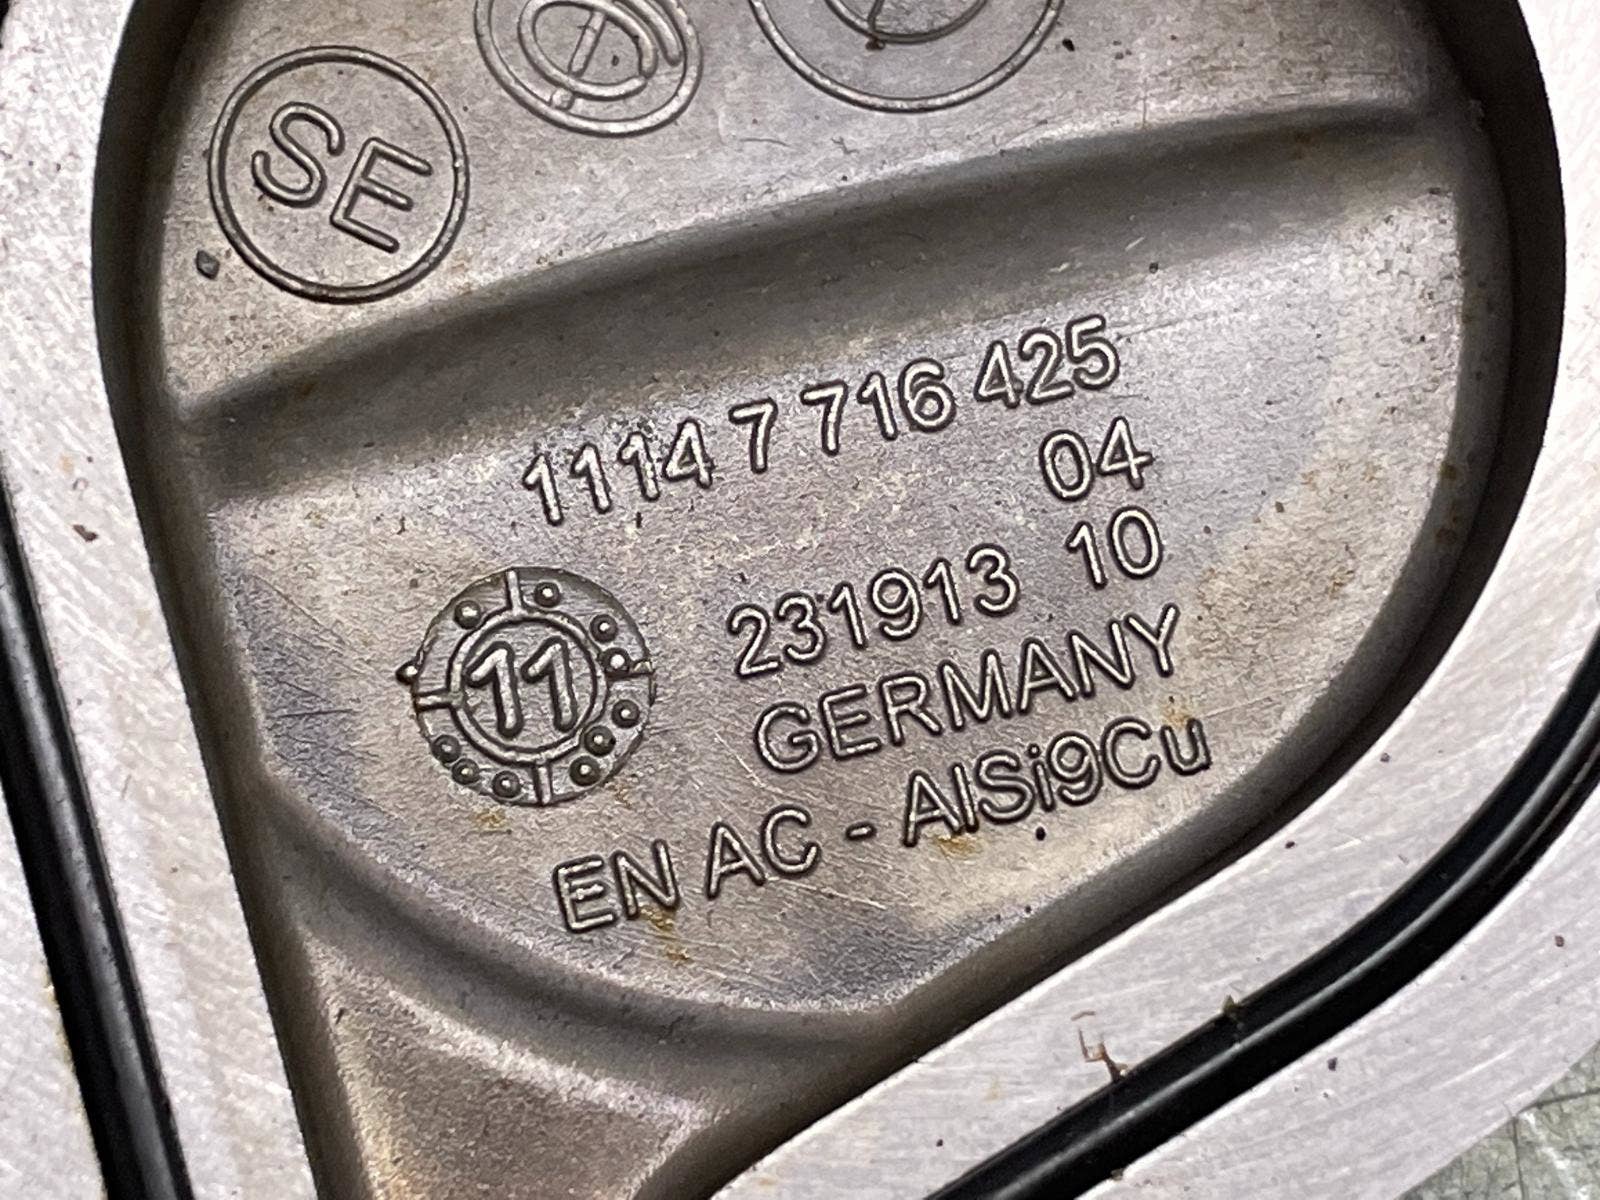 SE
1114 7 716 425
04
231913 10
11
GERMANY
EN AC - AlSi9Cu